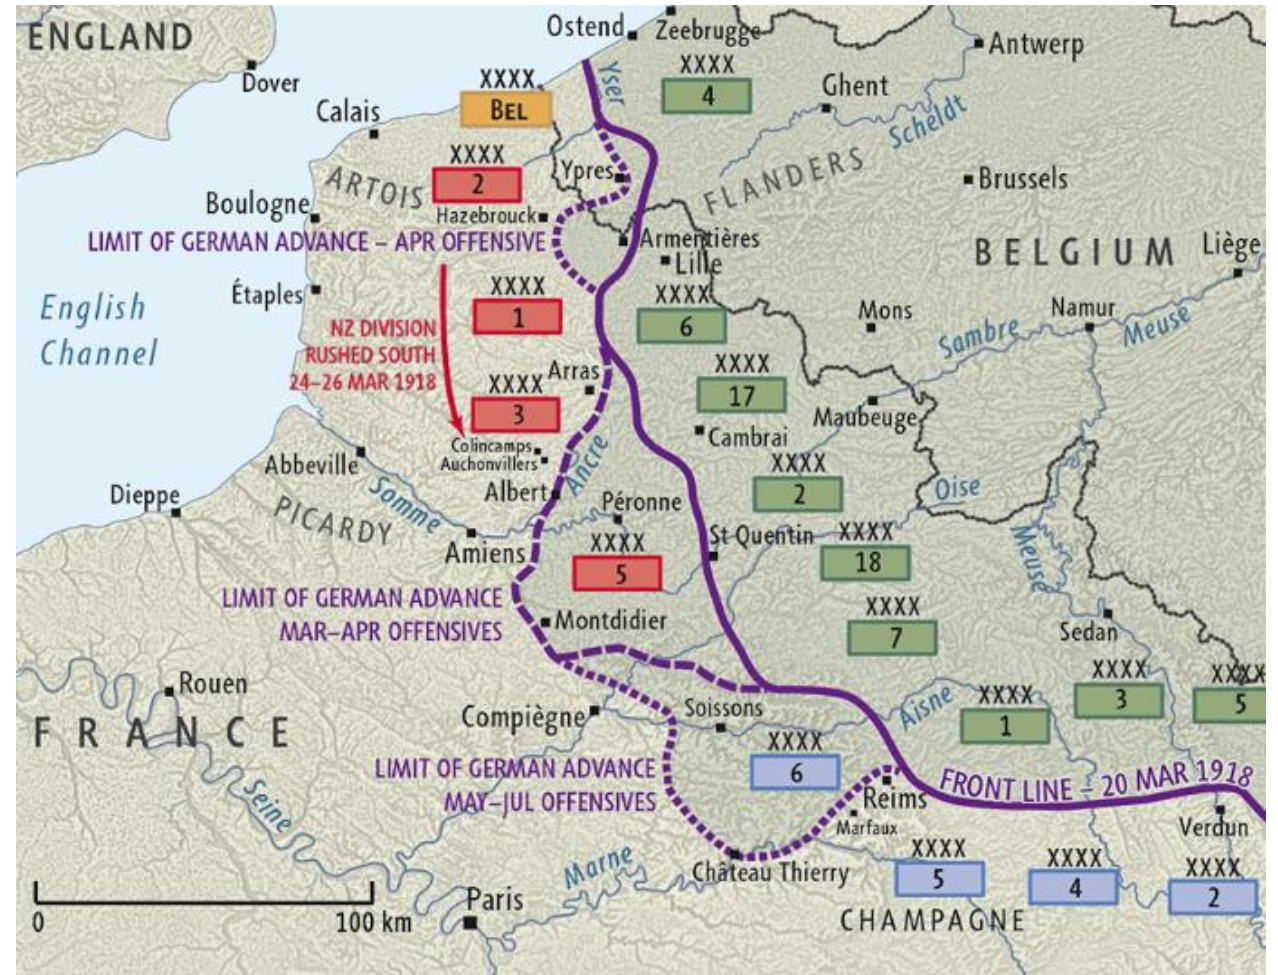 ENGLAND
Dover
Ostend
Zeebrugge
Antwerp
Yser
XXXX
4
Ghent
Scheldt
Calais
XXXX
BEL
XXXX
2
ARTOIS
Ypres
FLANDERS
Brussels
Boulogne
Hazebrouck
LIMIT OF GERMAN ADVANCE – APR OFFENSIVE
Armentières
Lille
BELGIUM
Liège
Étaples
English
Channel
XXXX
1
XXXX
6
Mons
Namur
Sambre
Meuse
NZ DIVISION
RUSHED SOUTH
24–26 MAR 1918
Arras
XXXX
3
XXXX
17
Maubeuge
Cambrai
Colincamps
Auchonvillers
Abbeville
Somme
Albert
Ancre
XXXX
2
Oise
Dieppe
PICARDY
Amiens
Péronne
St Quentin
XXXX
5
XXXX
18
Meuse
LIMIT OF GERMAN ADVANCE
MAR–APR OFFENSIVES
Montdidier
XXXX
7
Sedan
Rouen
FRANCE
Compiègne
Soissons
Aisne
XXXX
1
XXXX
3
XXXX
5
LIMIT OF GERMAN ADVANCE
MAY–JUL OFFENSIVES
XXXX
6
Reims
Marfaux
FRONT LINE – 20 MAR 1918
Verdun
Seine
Marne
Château Thierry
XXXX
5
XXXX
4
XXXX
2
CHAMPAGNE
Paris
0
100 km